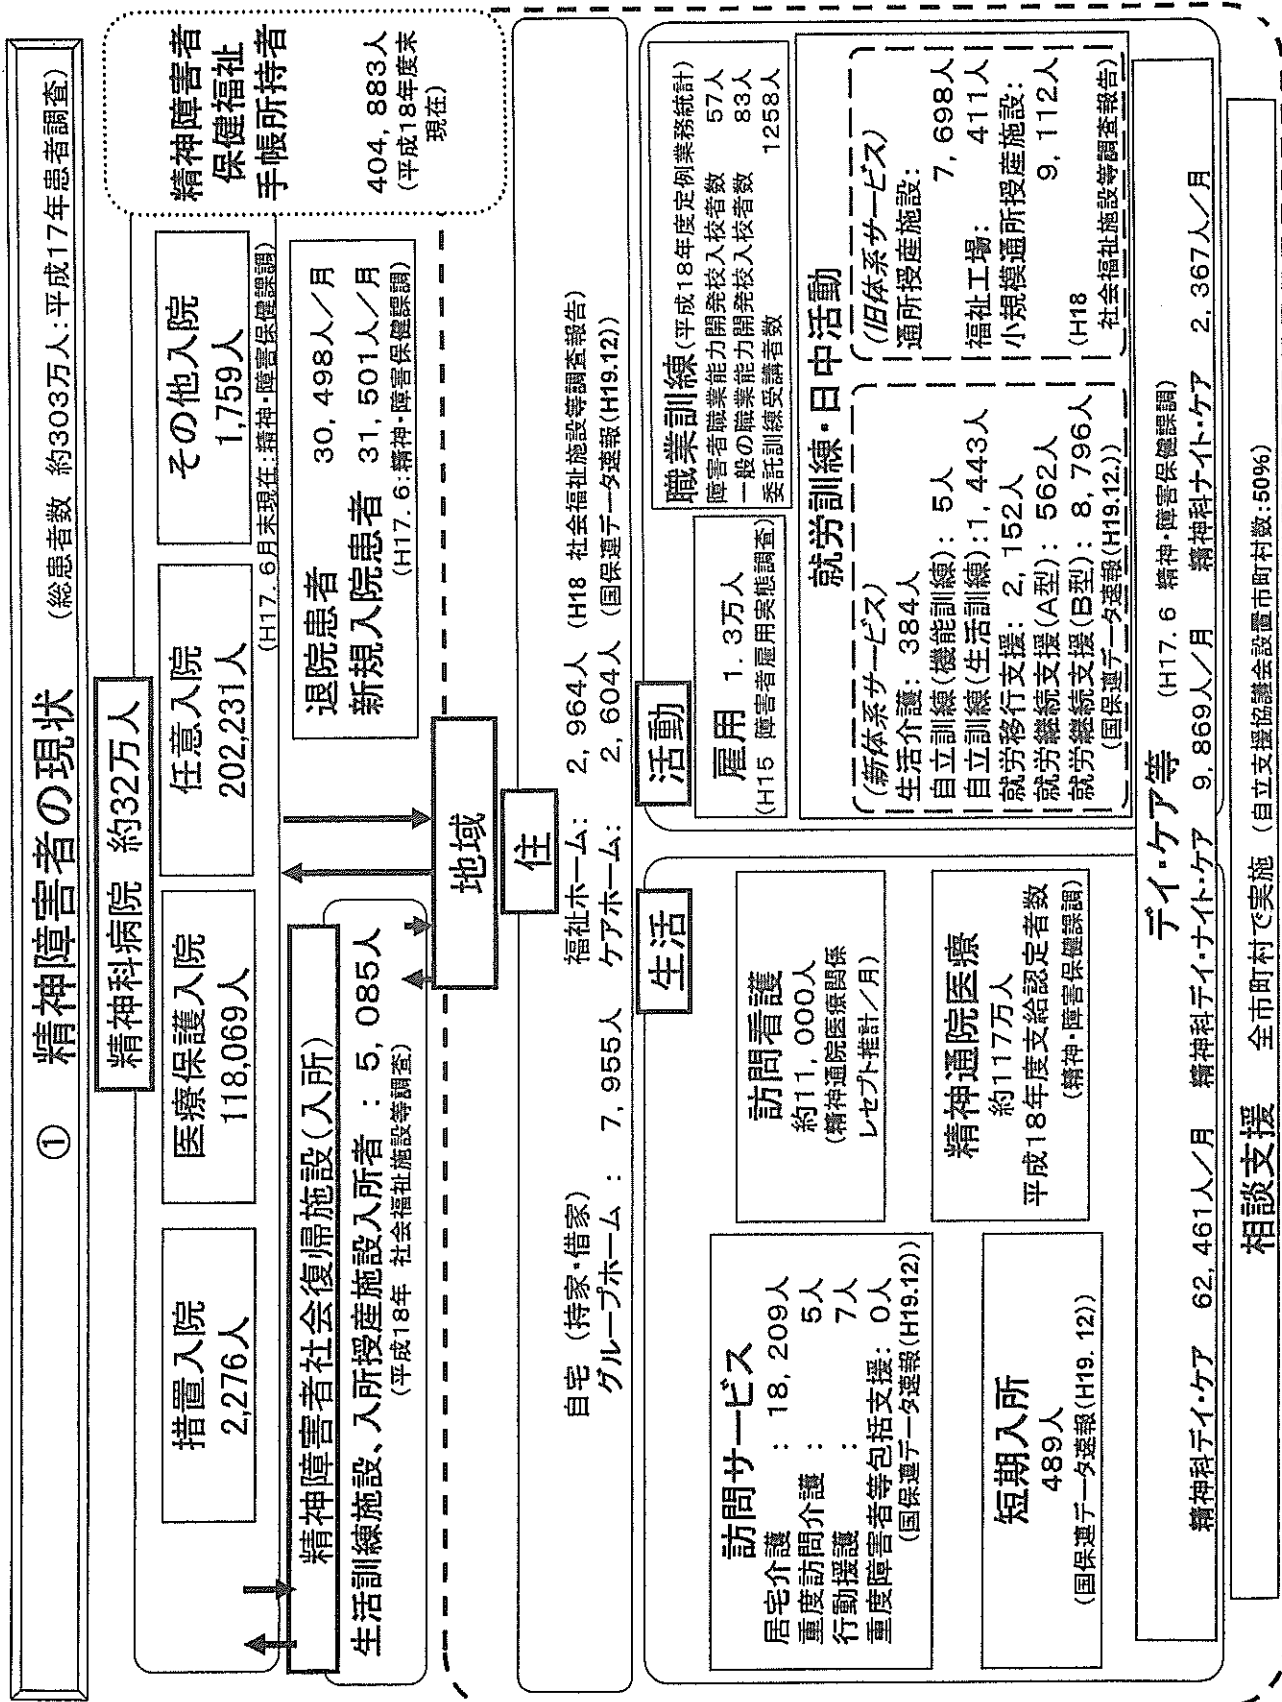 ① 精神障害者の現状 (総患者数 約303万人:平成17年患者調査)
精神科病院 約32万人
措置入院
2,276人
医療保護入院
118,069人
任意入院
202,231人
その他入院
1,759人
(H17. 6月末現在:精神・障害保健課調)
精神障害者
保健福祉
手帳所持者
404, 883人
(平成18年度末
現在)
精神障害者社会復帰施設(入所)
生活訓練施設、入所授産施設入所者 : 5, 085人
(平成18年 社会福祉施設等調査)
退院患者 30, 498人/月
新規入院患者 31, 501人/月
(H17. 6:精神・障害保健課調)
地域
住
自宅 (持家・借家) 福祉ホーム: 2, 964人 (H18 社会福祉施設等調査報告)
グループホーム : 7, 955人 ケアホーム: 2, 604人 (国保連データ速報(H19.12))
生活
訪問サービス
居宅介護 : 18, 209人
重度訪問介護 : 5人
行動援護 : 7人
重度障害者等包括支援: 0人
(国保連データ速報(H19.12))
訪問看護
約11, 000人
(精神通院医療関係
レセプト推計/月)
短期入所
489人
(国保連データ速報(H19. 12))
精神通院医療
約117万人
平成18年度支給認定者数
(精神・障害保健課調)
活動
雇用 1. 3万人
(H15 障害者雇用実態調査)
職業訓練(平成18年度定例業務統計)
障害者職業能力開発校入校者数 57人
一般の職業能力開発校入校者数 83人
委託訓練受講者数 1258人
就労訓練・日中活動
(新体系サービス)
生活介護: 384人
自立訓練(機能訓練): 5人
自立訓練(生活訓練):1, 443人
就労移行支援: 2, 152人
就労継続支援(A型): 562人
就労継続支援(B型): 8, 796人
(国保連データ速報(H19.12.))
(旧体系サービス)
通所授産施設:
7, 698人
福祉工場: 411人
小規模通所授産施設:
9, 112人
(H18
社会福祉施設等調査報告)
デイ・ケア等 (H17. 6 精神・障害保健課調)
精神科デイ・ケア 62, 461人/月 精神科デイ・ナイト・ケア 9, 869人/月 精神科ナイト・ケア 2, 367人/月
相談支援 全市町村で実施 (自立支援協議会設置市町村数:50%)